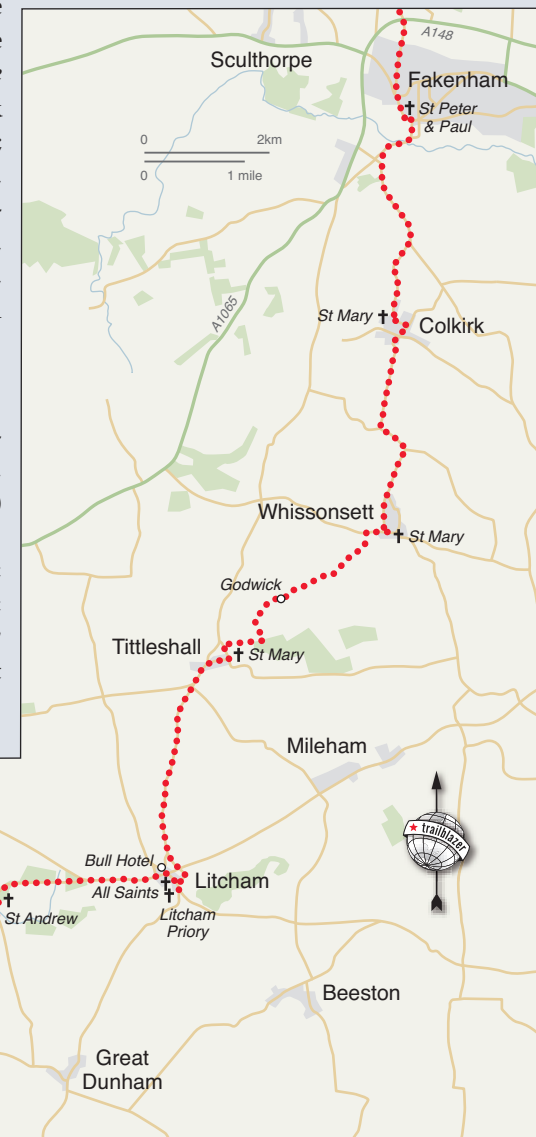 A148
Sculthorpe
Fakenham
St Peter
& Paul
0 2km
0 1 mile
St Mary
Colkirk
A1065
Whissonsett
St Mary
Godwick
Tittleshall
St Mary
Mileham
trailblazer
Bull Hotel
Litcham
All Saints
St Andrew
Litcham
Priory
Beeston
Great
Dunham